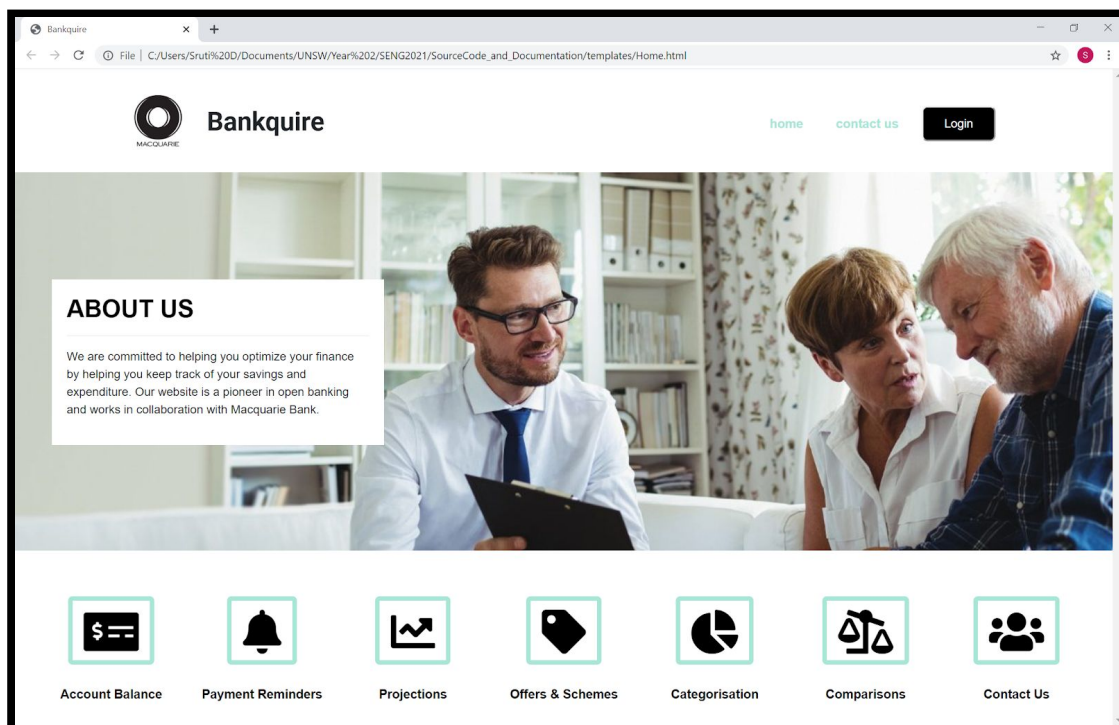 Bankquire
File | C:/Users/Sruti%20D/Documents/UNSW/Year%202/SENG2021/SourceCode_and_Documentation/templates/Home.html
S
MACQUARIE
Bankquire
home contact us Login
ABOUT US
We are committed to helping you optimize your finance
by helping you keep track of your savings and
expenditure. Our website is a pioneer in open banking
and works in collaboration with Macquarie Bank.
$
Account Balance Payment Reminders Projections Offers & Schemes Categorisation Comparisons Contact Us